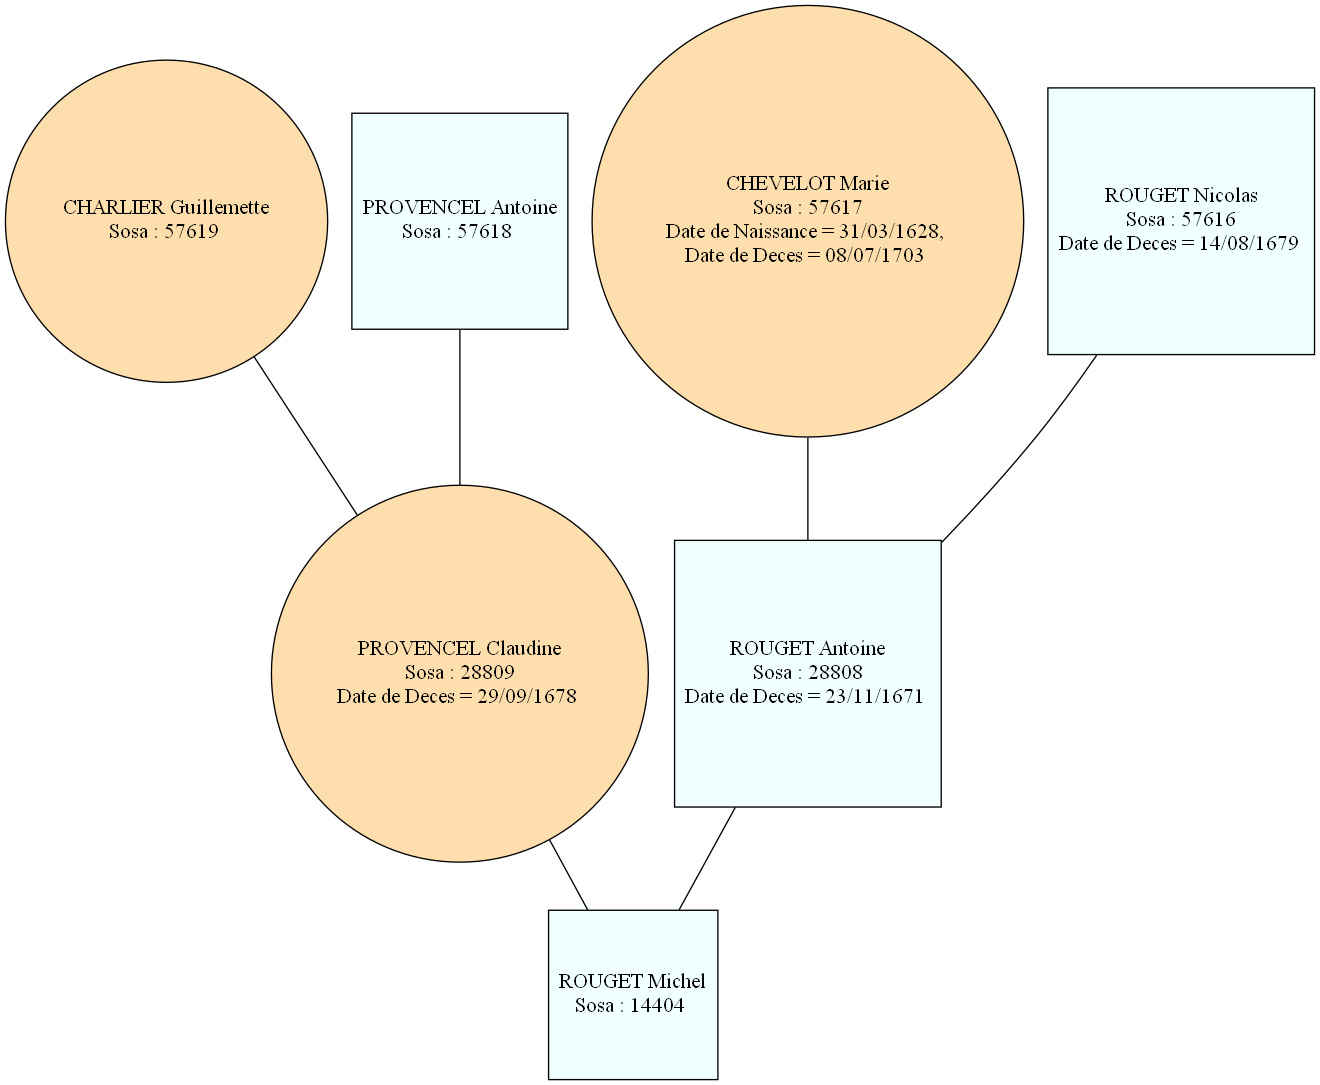 CHARLIER Guillemette
Sosa : 57619
PROVENCEL Antoine
Sosa : 57618
CHEVELOT Marie
Sosa : 57617
Date de Naissance = 31/03/1628,
Date de Deces = 08/07/1703
ROUGET Nicolas
Sosa : 57616
Date de Deces = 14/08/1679
PROVENCEL Claudine
Sosa : 28809
Date de Deces = 29/09/1678
ROUGET Antoine
Sosa : 28808
Date de Deces = 23/11/1671
ROUGET Michel
Sosa : 14404